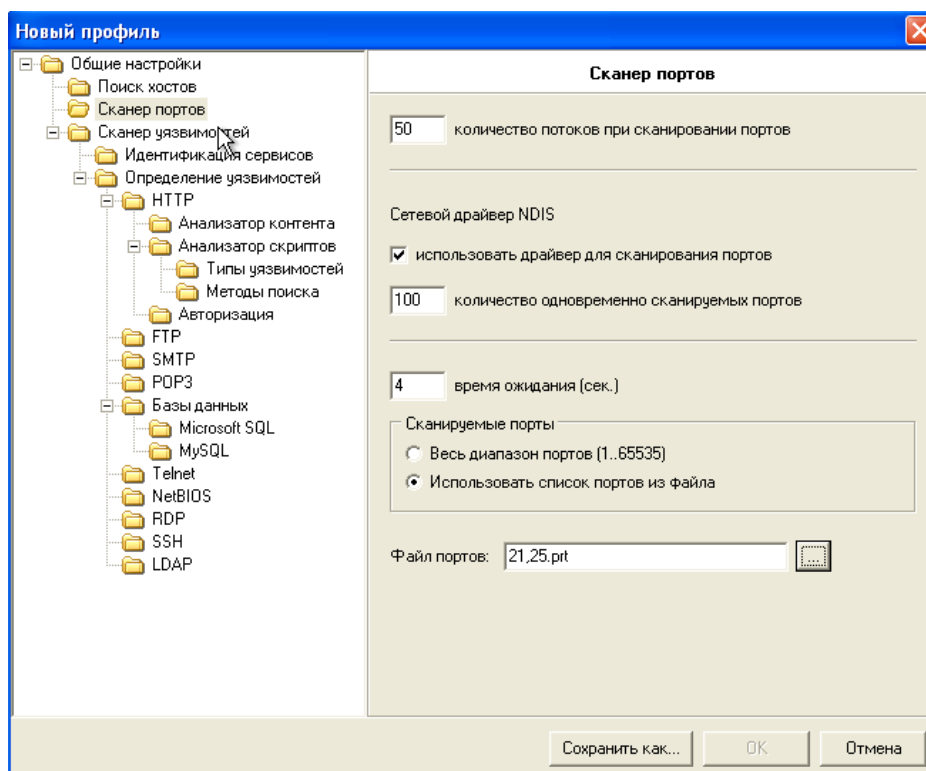 Новый профиль
Общие настройки
Поиск хостов
Сканер портов
Сканер уязвимостей
Идентификация сервисов
Определение уязвимостей
HTTP
Анализатор контента
Анализатор скриптов
Типы уязвимостей
Методы поиска
Авторизация
FTP
SMTP
POP3
Базы данных
Microsoft SQL
MySQL
Telnet
NetBIOS
RDP
SSH
LDAP
Сканер портов
50 количество потоков при сканировании портов
Сетевой драйвер NDIS
использовать драйвер для сканирования портов
100 количество одновременно сканируемых портов
4 время ожидания (сек.)
Сканируемые порты
Весь диапазон портов (1..65535)
Использовать список портов из файла
Файл портов: 21,25.prt ...
Сохранить как... OK Отмена